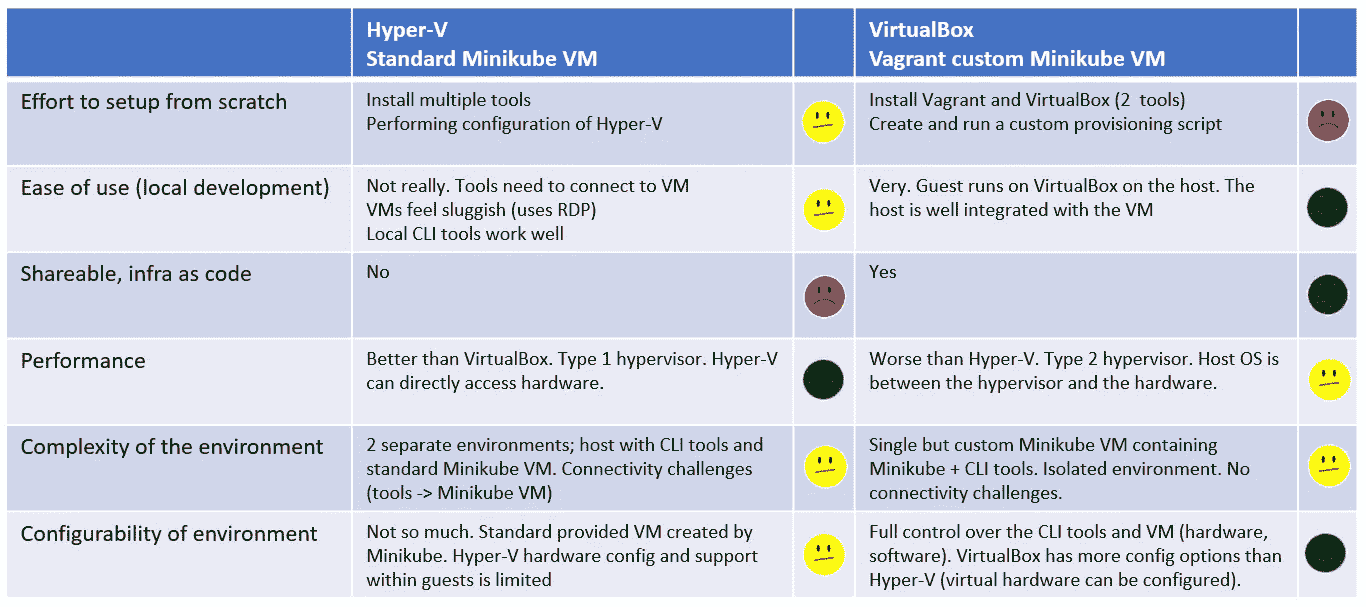 Hyper-V
Standard Minikube VM
VirtualBox
Vagrant custom Minikube VM
Effort to setup from scratch
Install multiple tools
Performing configuration of Hyper-V
Install Vagrant and VirtualBox (2 tools)
Create and run a custom provisioning script
Ease of use (local development)
Not really. Tools need to connect to VM
VMs feel sluggish (uses RDP)
Local CLI tools work well
Very. Guest runs on VirtualBox on the host. The
host is well integrated with the VM
Shareable, infra as code
No
Yes
Performance
Better than VirtualBox. Type 1 hypervisor. Hyper-V
can directly access hardware.
Worse than Hyper-V. Type 2 hypervisor. Host OS is
between the hypervisor and the hardware.
Complexity of the environment
2 separate environments; host with CLI tools and
standard Minikube VM. Connectivity challenges
(tools -> Minikube VM)
Single but custom Minikube VM containing
Minikube + CLI tools. Isolated environment. No
connectivity challenges.
Configurability of environment
Not so much. Standard provided VM created by
Minikube. Hyper-V hardware config and support
within guests is limited
Full control over the CLI tools and VM (hardware,
software). VirtualBox has more config options than
Hyper-V (virtual hardware can be configured).